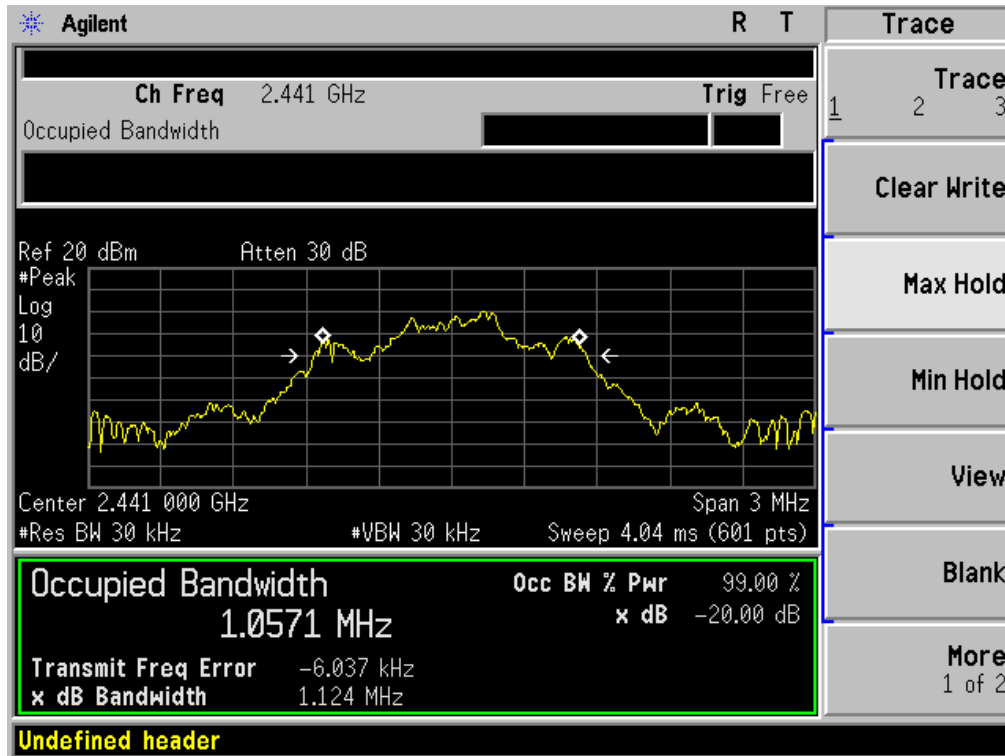 Agilent R T Trace
Ch Freq 2.441 GHz Trig Free
Occupied Bandwidth
Trace
1 2 3
Clear Write
Max Hold
Min Hold
View
Blank
More
1 of 2
Ref 20 dBm Atten 30 dB
#Peak
Log
10
dB/
Center 2.441 000 GHz Span 3 MHz
#Res BW 30 kHz #VBW 30 kHz Sweep 4.04 ms (601 pts)
Occupied Bandwidth Occ BW % Pwr 99.00 %
1.0571 MHz x dB -20.00 dB
Transmit Freq Error -6.037 kHz
x dB Bandwidth 1.124 MHz
Undefined header